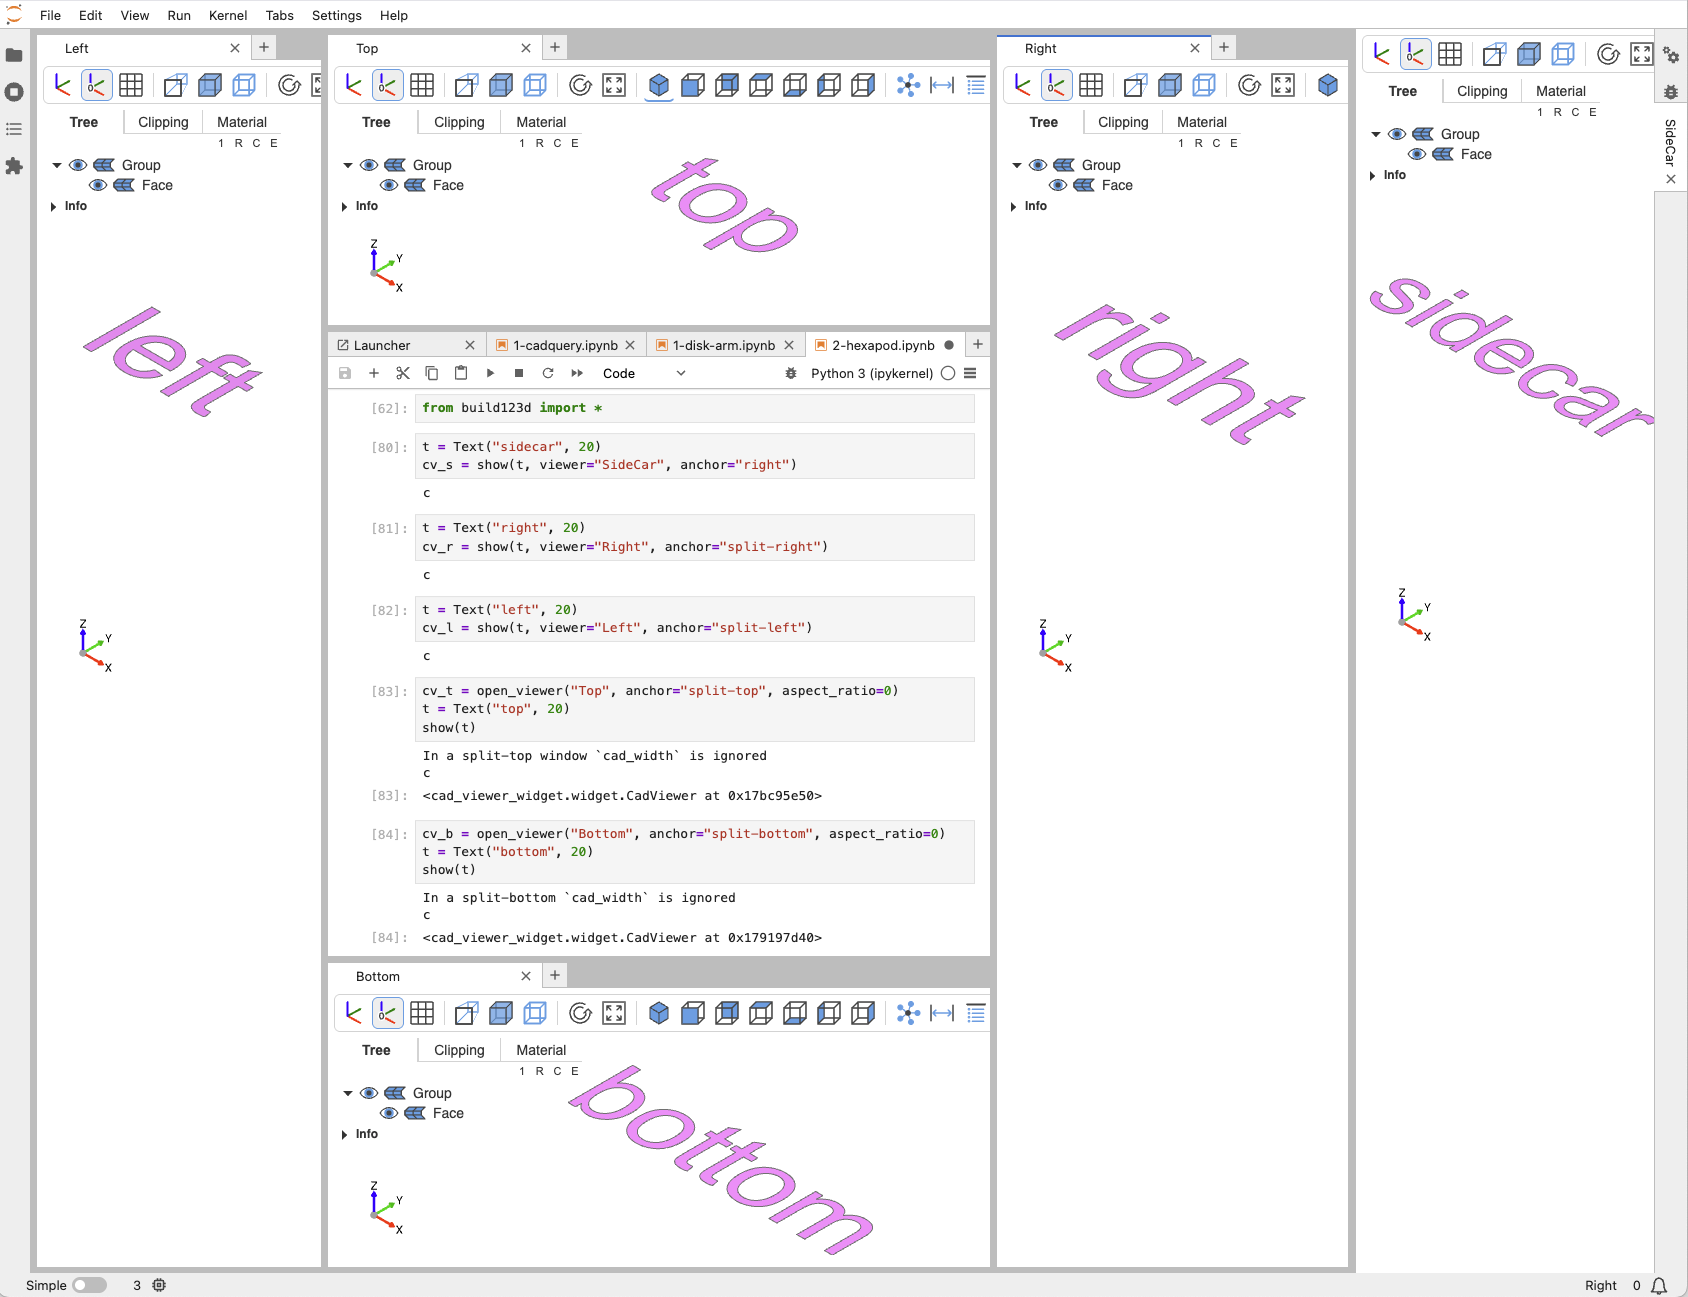 File Edit View Run Kernel Tabs Settings Help
Left
Tree Clipping Material
1 R C E
Group
Face
Info
left
Z
Y
X
Top
Tree Clipping Material
1 R C E
Group
Face
Info
top
Z
Y
X
Launcher 1-cadquery.ipynb 1-disk-arm.ipynb 2-hexapod.ipynb
Code Python 3 (ipykernel)
[62]: from build123d import *
[80]: t = Text("sidecar", 20)
cv_s = show(t, viewer="SideCar", anchor="right")
c
[81]: t = Text("right", 20)
cv_r = show(t, viewer="Right", anchor="split-right")
c
[82]: t = Text("left", 20)
cv_l = show(t, viewer="Left", anchor="split-left")
c
[83]: cv_t = open_viewer("Top", anchor="split-top", aspect_ratio=0)
t = Text("top", 20)
show(t)
In a split-top window `cad_width` is ignored
c
[83]: <cad_viewer_widget.widget.CadViewer at 0x17bc95e50>
[84]: cv_b = open_viewer("Bottom", anchor="split-bottom", aspect_ratio=0)
t = Text("bottom", 20)
show(t)
In a split-bottom `cad_width` is ignored
c
[84]: <cad_viewer_widget.widget.CadViewer at 0x179197d40>
Bottom
Tree Clipping Material
1 R C E
Group
Face
Info
bottom
Z
Y
X
Right
Tree Clipping Material
1 R C E
Group
Face
Info
right
Z
Y
X
Tree Clipping Material
1 R C E
Group
Face
Info
sidecar
Z
Y
X
SideCar
Simple 3 Right 0